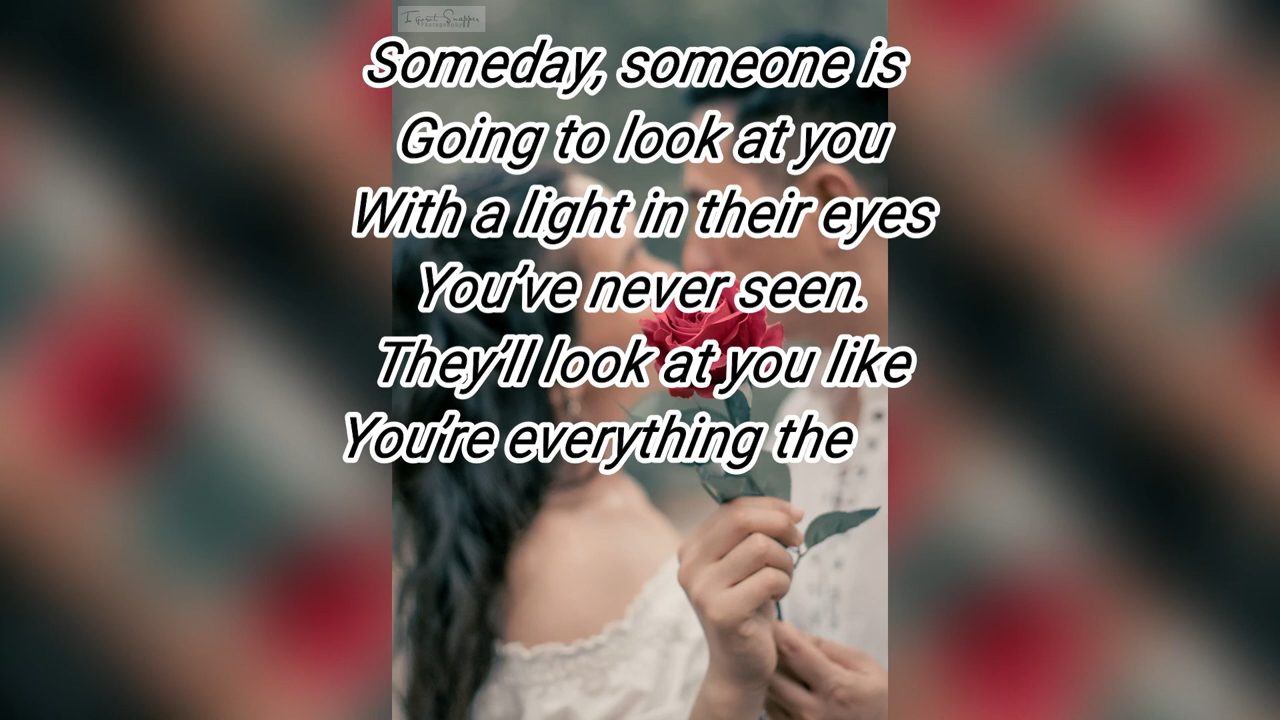 Someday, someone is
Going to look at you
With a light in their eyes
You've never seen.
They'll look at you like
You're everything the